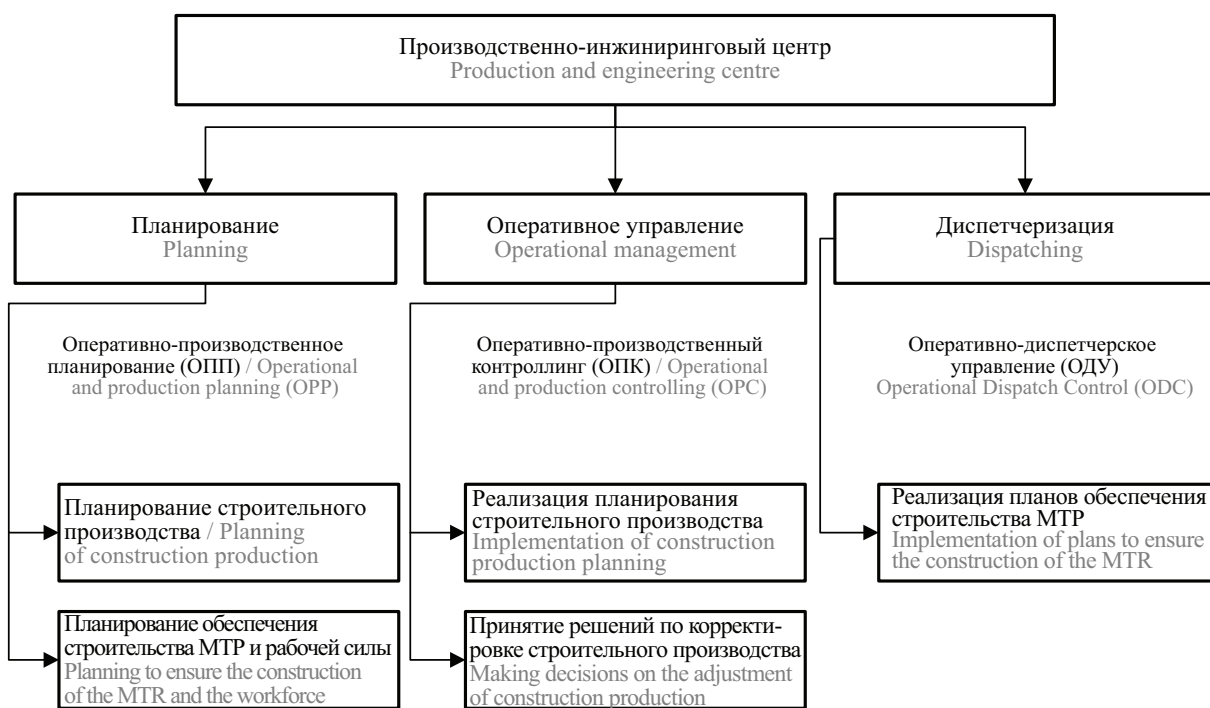 Производственно-инжиниринговый центр
Production and engineering centre
Планирование
Planning
Оперативное управление
Operational management
Диспетчеризация
Dispatching
Оперативно-производственное
планирование (ОПП) / Operational
and production planning (OPP)
Оперативно-производственный
контроллинг (ОПК) / Operational
and production controlling (OPC)
Оперативно-диспетчерское
управление (ОДУ)
Operational Dispatch Control (ODC)
Планирование строительного
производства / Planning
of construction production
Реализация планирования
строительного производства
Implementation of construction
production planning
Реализация планов обеспечения
строительства МТР
Implementation of plans to ensure
the construction of the MTR
Планирование обеспечения
строительства МТР и рабочей силы
Planning to ensure the construction
of the MTR and the workforce
Принятие решений по корректи-
ровке строительного производства
Making decisions on the adjustment
of construction production